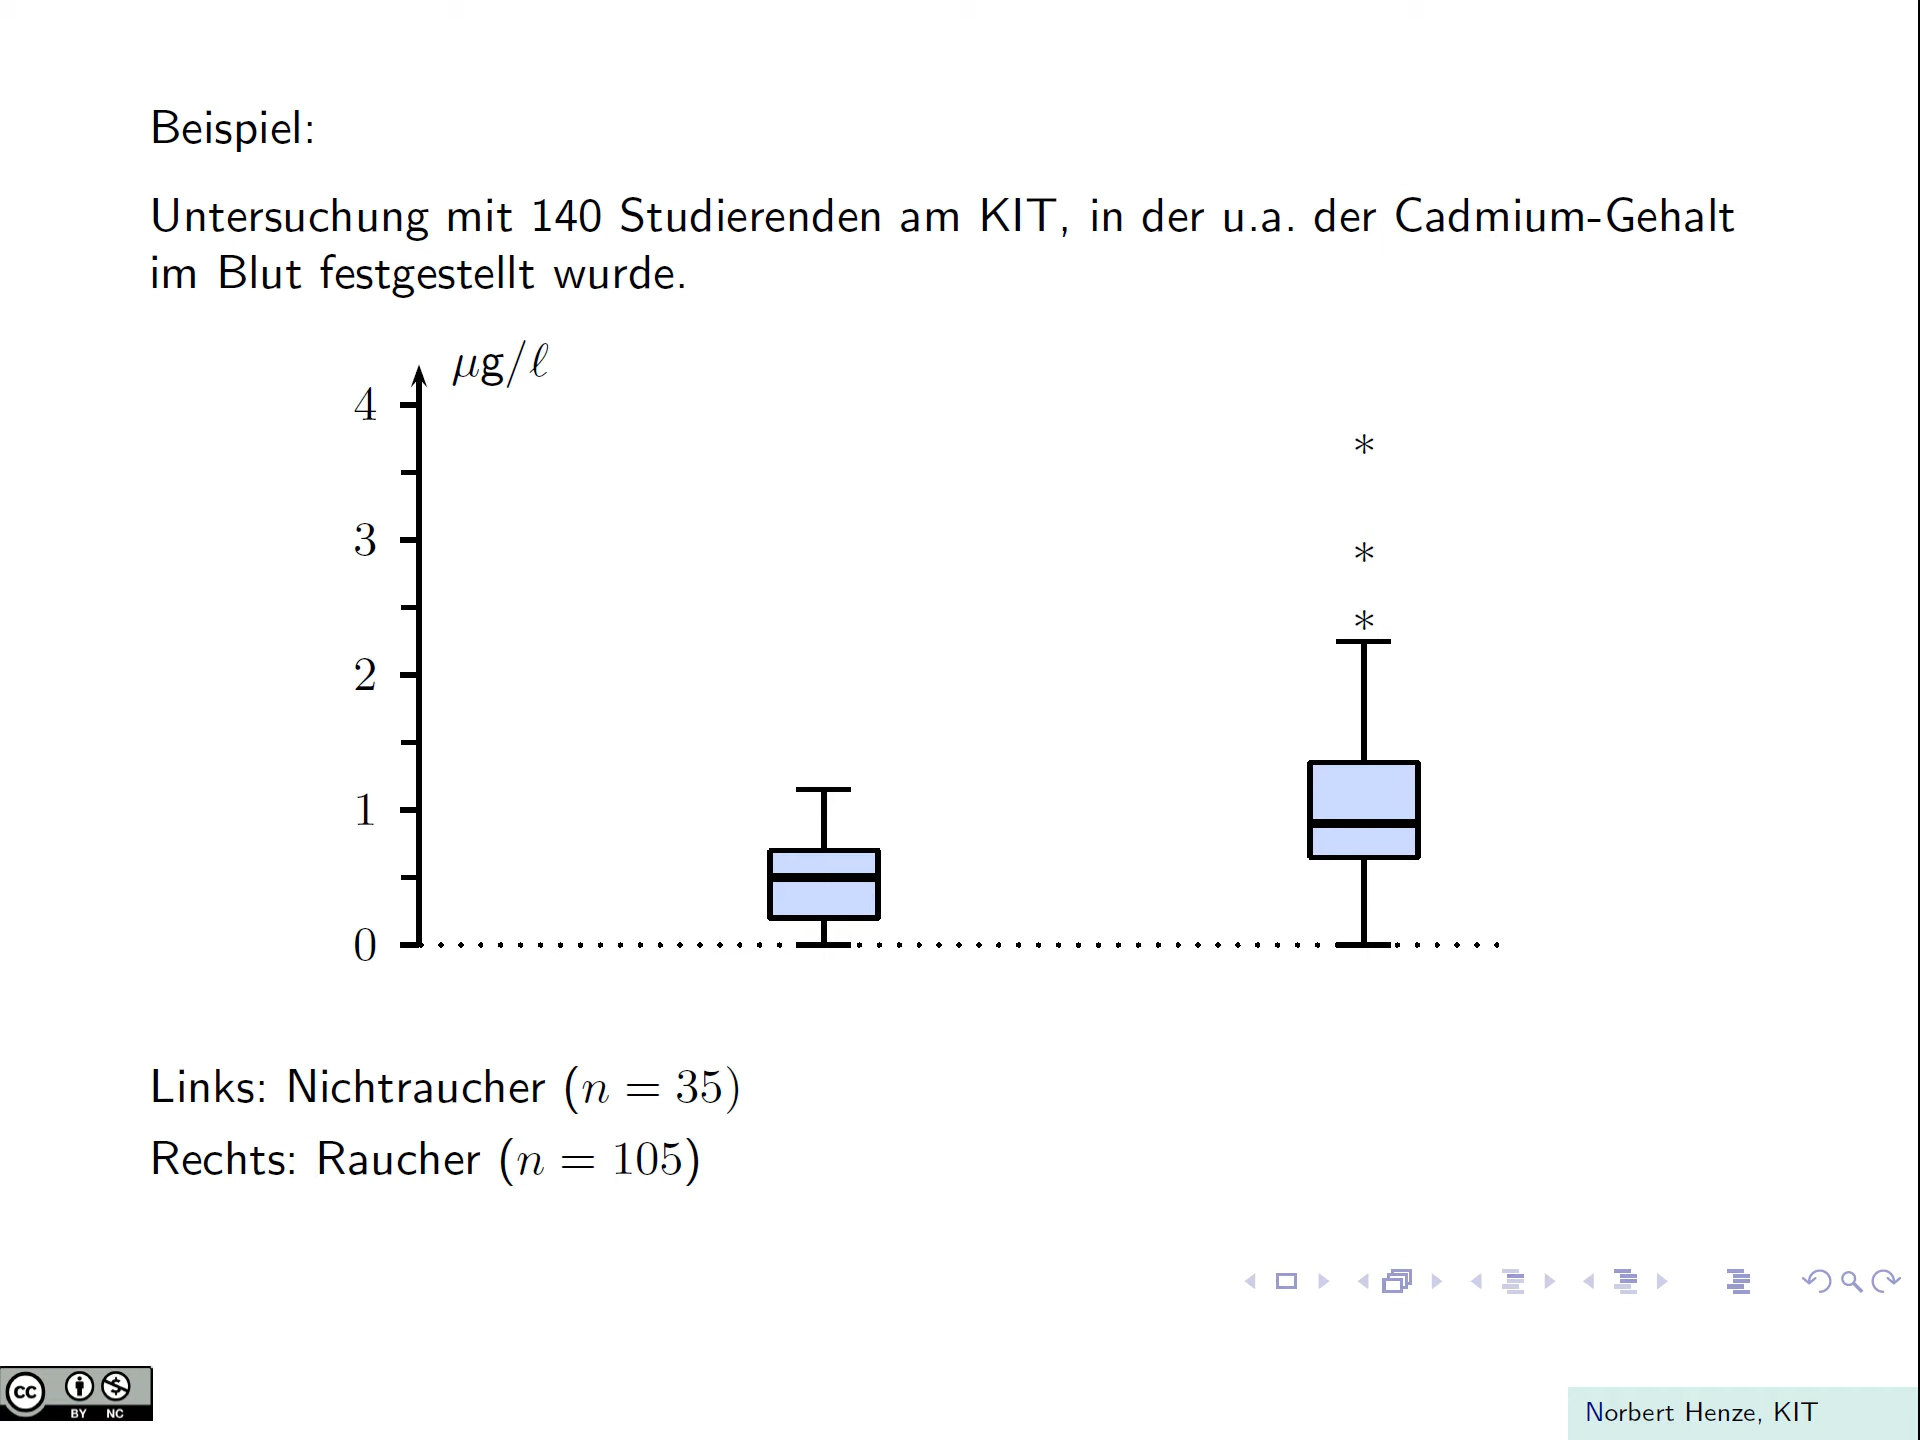 Beispiel:
Untersuchung mit 140 Studierenden am KIT, in der u.a. der Cadmium-Gehalt
im Blut festgestellt wurde.
μg/ℓ
4
3
2
1
0
*
*
*
Links: Nichtraucher (n = 35)
Rechts: Raucher (n = 105)
cc
BY NC
Norbert Henze, KIT